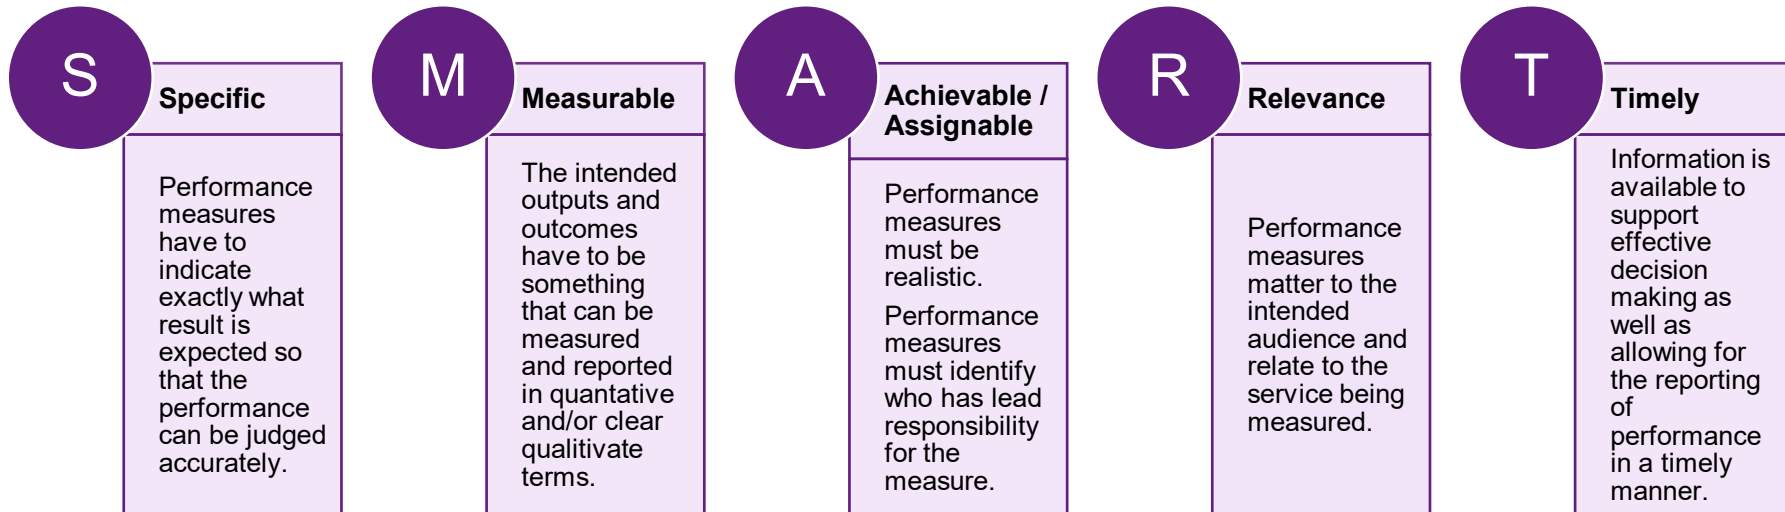 S
Specific
Performance
measures
have to
indicate
exactly what
result is
expected so
that the
performance
can be judged
accurately.
M
Measurable
The intended
outputs and
outcomes
have to be
something
that can be
measured
and reported
in quantative
and/or clear
qualitivate
terms.
A
Achievable /
Assignable
Performance
measures
must be
realistic.
Performance
measures
must identify
who has lead
responsibility
for the
measure.
R
Relevance
Performance
measures
matter to the
intended
audience and
relate to the
service being
measured.
T
Timely
Information is
available to
support
effective
decision
making as
well as
allowing for
the reporting
of
performance
in a timely
manner.